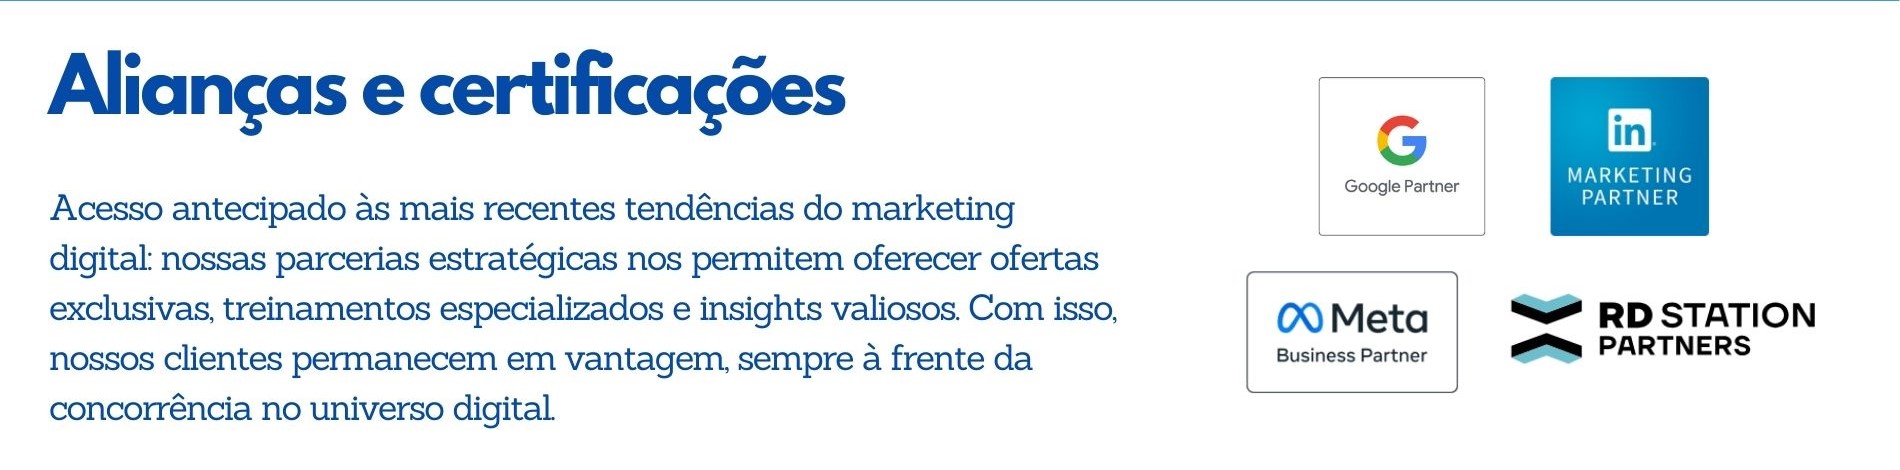 Alianças e certificações
Acesso antecipado às mais recentes tendências do marketing
digital: nossas parcerias estratégicas nos permitem oferecer ofertas
exclusivas, treinamentos especializados e insights valiosos. Com isso,
nossos clientes permanecem em vantagem, sempre à frente da
concorrência no universo digital.
Google Partner
in
MARKETING
PARTNER
Meta
Business Partner
RD STATION
PARTNERS